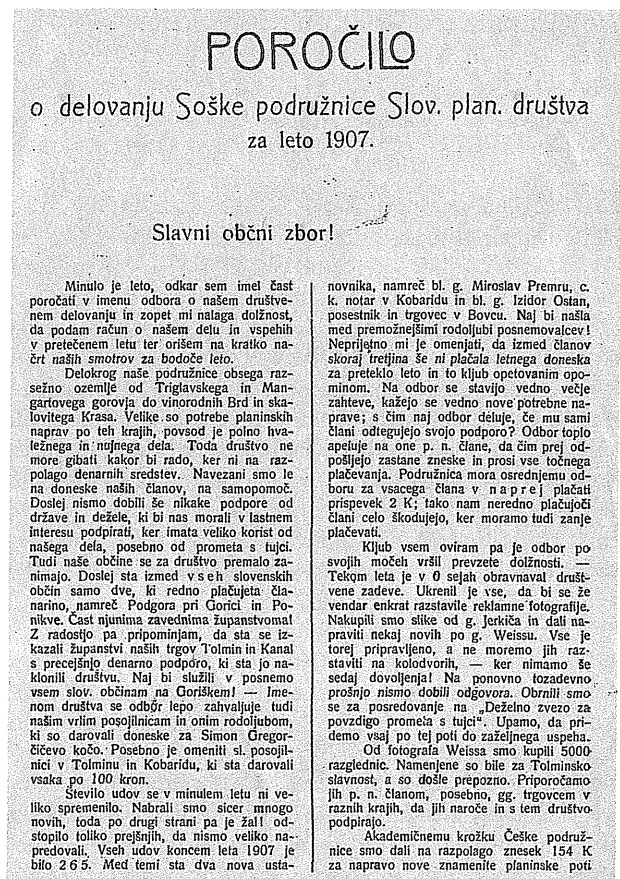 POROČILO
o delovanju Soške podružnice Slov. plan. društva
za leto 1907.
Slavni občni zbor!
Minulo je leto, odkar sem imel čast
poročati v imenu odbora o našem društve-
nem delovanju in zopet mi nalaga dolžnost,
da podam račun o našem delu in vspehih
v pretečenem letu ter orišem na kratko na-
črt naših smotrov za bodoče leto.
Delokrog naše podružnice obsega raz-
sežno ozemlje od Triglavskega in Man-
gartovega gorovja do vinorodnih Brd in ska-
lovitega Krasa. Velike so potrebe planinskih
naprav po teh krajih, povsod je polno hva-
ležnega in nujnega dela. Toda društvo ne
more gibati kakor bi rado, ker ni na raz-
polago denarnih sredstev. Navezani smo le
na doneske naših članov, na samopomoč.
Doslej nismo dobili še nikake podpore od
države in dežele, ki bi nas morali v lastnem
interesu podpirati, ker imata veliko korist od
našega dela, posebno od prometa s tujci.
Tudi naše občine se za društvo premalo za-
nimajo. Doslej sta izmed vseh slovenskih
občin samo dve, ki redno plačujeta čla-
narino, namreč Podgora pri Gorici in Po-
nikve. Čast njunima zavednima županstvoma!
Z radostjo pa pripominjam, da sta se iz-
kazali županstvi naših trgov Tolmin in Kanal
s precejšnjo denarno podporo, ki sta jo na-
klonili društvu. Naj bi služili v posnemo
vsem slov. občinam na Goriškem! — Ime-
nom društva se odbor lepo zahvaljuje tudi
našim vrlim posojilnicam in onim rodoljubom,
ki so darovali doneske za Simon Gregor-
čičevo kočo. Posebno je omeniti sl. posojil-
nici v Tolminu in Kobaridu, ki sta darovali
vsaka po 100 kron.
Število udov se v minulem letu ni ve-
liko spremenilo. Nabrali smo sicer mnogo
novih, toda po drugi strani pa je žal! od-
stopilo toliko prejšnjih, da nismo veliko na-
predovali. Vseh udov koncem leta 1907 je
bilo 265. Med temi sta dva nova usta-
novnika, namreč bl. g. Miroslav Premru, c.
k. notar v Kobaridu in bl. g. Izidor Ostan,
posestnik in trgovec v Bovcu. Naj bi našla
med premožnejšimi rodoljubi posnemovalcev!
Neprijetno mi je omenjati, da izmed članov
skoraj tretjina še ni plačala letnega doneska
za preteklo leto in to kljub opetovanim opo-
minom. Na odbor se stavijo vedno večje
zahteve, kažejo se vedno nove potrebne na-
prave; s čim naj odbor deluje, če mu sami
člani odtegujejo svojo podporo? Odbor toplo
apeluje na one p. n. člane, da čim prej od-
pošljejo zastane zneske in prosi vse točnega
plačevanja. Podružnica mora osrednjemu od-
boru za vsacega člana v naprej plačati
prispevek 2 K; tako nam neredno plačujoči
člani celo škodujejo, ker moramo tudi zanje
plačevati.
Kljub vsem oviram pa je odbor po
svojih močeh vršil prevzete dolžnosti. —
Tekom leta je v 6 sejah obravnaval društ-
vene zadeve. Ukrenil je vse, da bi se že
vendar enkrat razstavile reklamne fotografije.
Nakupili smo slike od g. Jerkiča in dali na-
praviti nekaj novih po g. Weissu. Vse je
torej pripravljeno, a ne moremo jih raz-
staviti na kolodvorih, — ker nimamo še
sedaj dovoljenja! Na ponovno tozadevno
prošnjo nismo dobili odgovora. Obrnili smo
se za posredovanje na „Deželno zvezo za
povzdigo prometa s tujci". Upamo, da pri-
demo vsaj po tej poti do zaželjnega uspeha.
Od fotografa Weissa smo kupili 5000
razglednic. Namenjene so bile za Tolminsko
slavnost, a so došle prepozno. Priporočamo
jih p. n. članom, posebno, gg. trgovcem v
raznih krajih, da jih naroče in s tem društvo
podpirajo.
Akademičnemu krožku Češke podruž-
nice smo dali na razpolago znesek 154 K
za napravo nove znamenite planinske poti